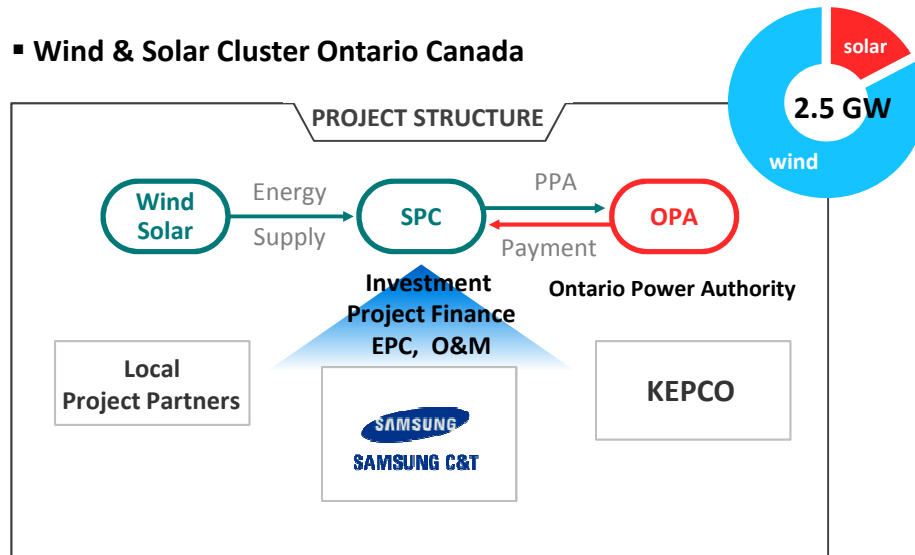 ▪ Wind & Solar Cluster Ontario Canada
solar
2.5 GW
wind
PROJECT STRUCTURE
Wind
Solar
Energy
Supply
SPC
PPA
Payment
OPA
Investment
Project Finance
EPC, O&M
Ontario Power Authority
Local
Project Partners
SAMSUNG
SAMSUNG C&T
KEPCO